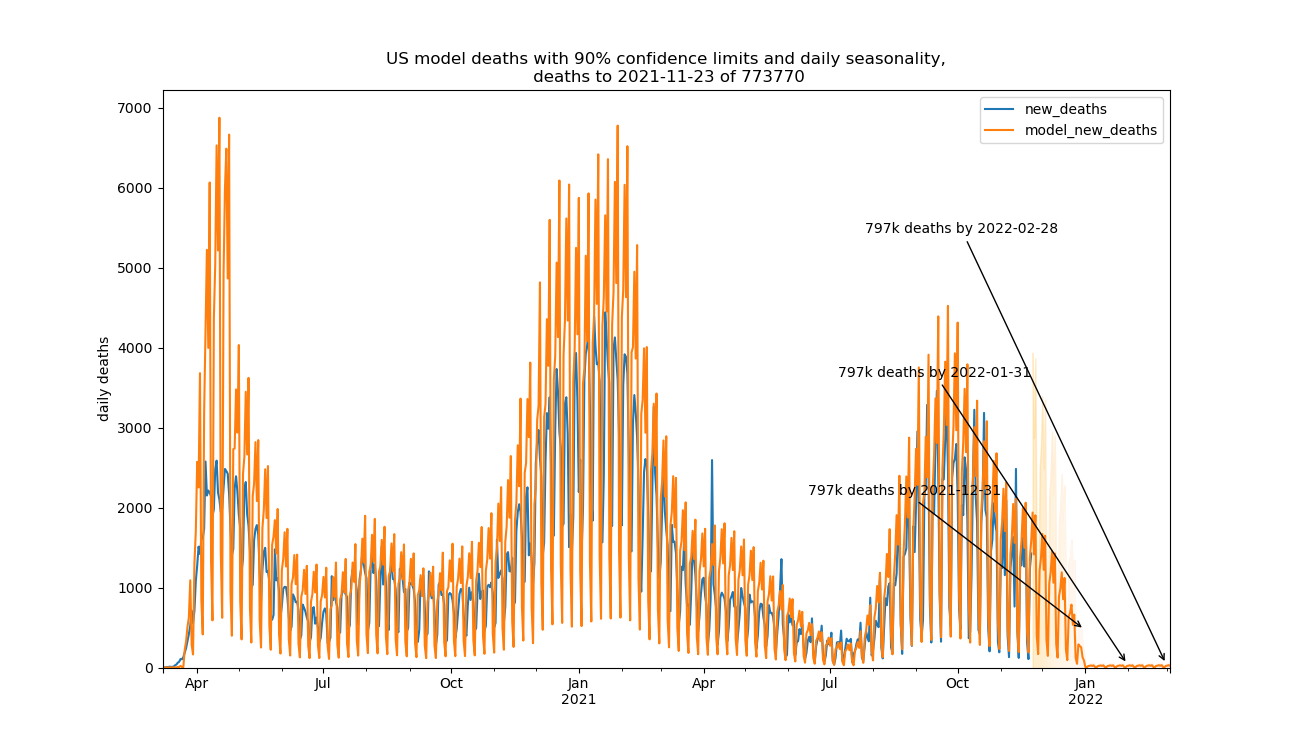 US model deaths with 90% confidence limits and daily seasonality,
deaths to 2021-11-23 of 773770
new_deaths
model_new_deaths
daily deaths
7000
6000
5000
4000
3000
2000
1000
0
797k deaths by 2022-02-28
797k deaths by 2022-01-31
797k deaths by 2021-12-31
Apr
Jul
Oct
Jan
2021
Apr
Jul
Oct
Jan
2022